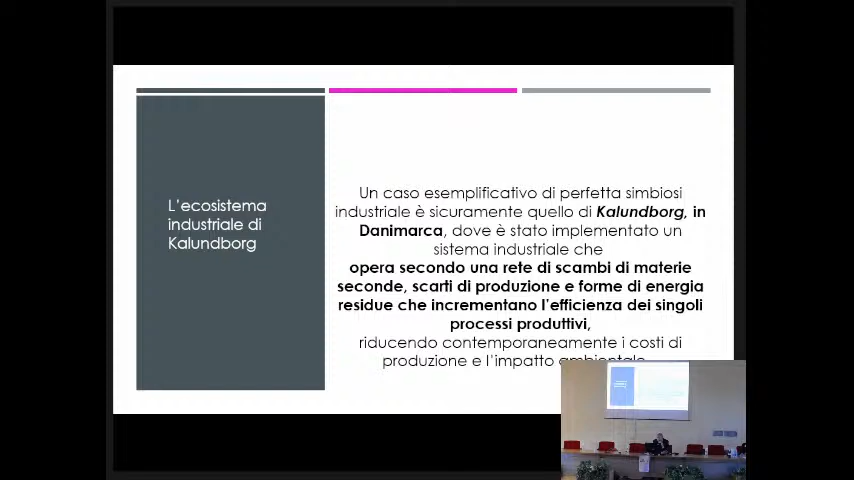 L'ecosistema
industriale di
Kalundborg
Un caso esemplificativo di perfetta simbiosi
industriale è sicuramente quello di Kalundborg, in
Danimarca, dove è stato implementato un
sistema industriale che
opera secondo una rete di scambi di materie
seconde, scarti di produzione e forme di energia
residue che incrementano l'efficienza dei singoli
processi produttivi,
riducendo contemporaneamente i costi di
produzione e l'impatto ambientale